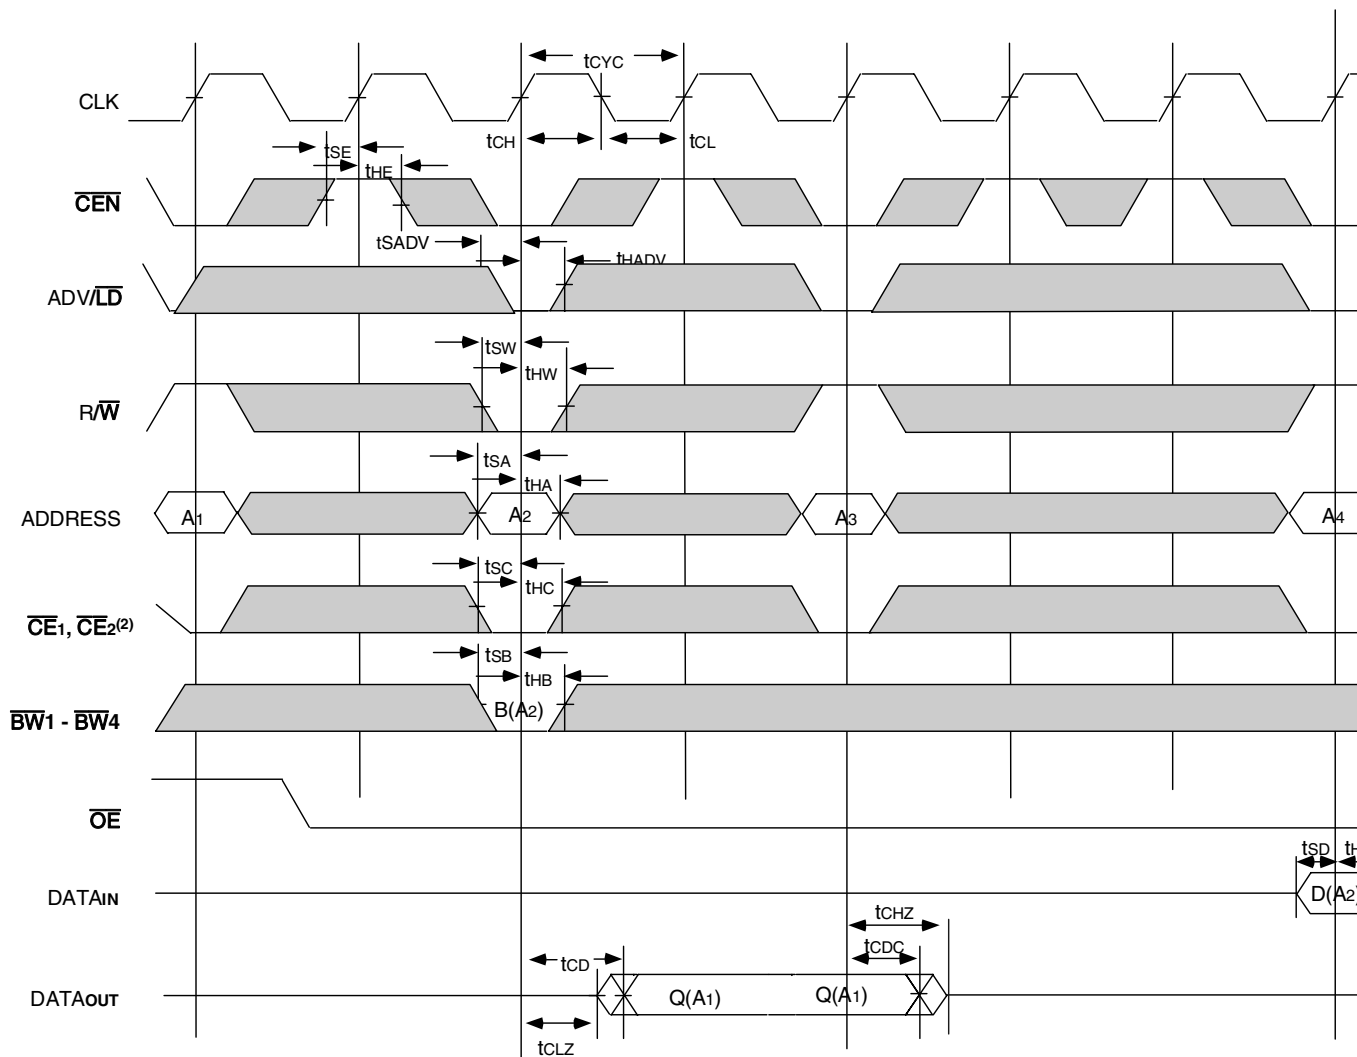 tCYC
CLK
tCH
tCL
tSE
tHE
CEN
tSADV
tHADV
ADV/LD
tSW
tHW
R/W
tSA
tHA
ADDRESS
A1
A2
A3
A4
tSC
tHC
CE1, CE2(2)
tSB
tHB
B(A2)
BW1 - BW4
OE
tSD
tH
DATAIN
D(A2)
tCHZ
tCDC
tCD
DATAOUT
Q(A1)
Q(A1)
tCLZ